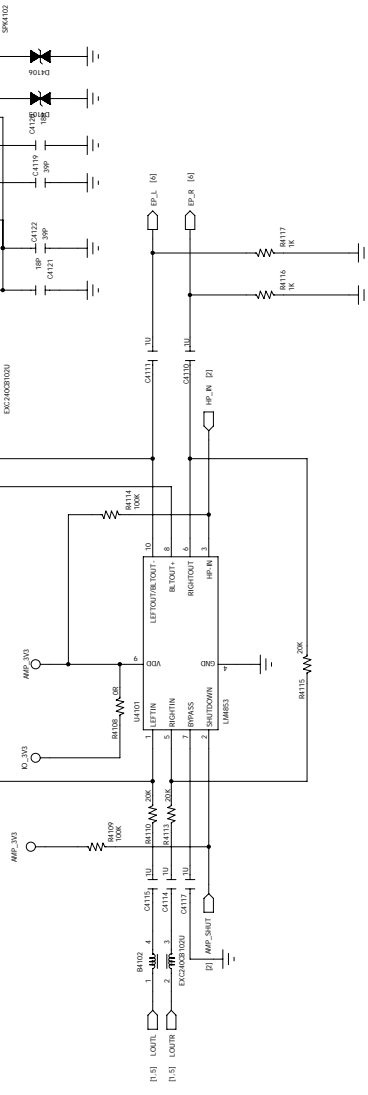 SPK4102
D4106
D4105
C4120
18P
C4119
39P
C4122
39P
18P
C4121
EP_L [6]
EP_R [6]
R4117
1K
R4116
1K
EXC240CB102U
1U
C4111
1U
C4110
HP_IN [2]
R4114
100K
10 LEFTOUT/BLTOUT-
8 BLTOUT+
6 RIGHTOUT
3 HP-IN
AMP_3V3
9 VDD
GND 4
20K
R4115
0R
R4108
U4101
LM4853
IO_3V3
1 LEFTIN
5 RIGHTIN
7 BYPASS
2 SHUTDOWN
AMP_3V3
R4109
100K
R4110 20K
R4113 20K
C4115 1U
C4114 1U
C4117 1U
B4102
1 4
2 3
EXC240CB102U
AMP_SHUT
[2]
[1,5] LOUTL
[1,5] LOUTR